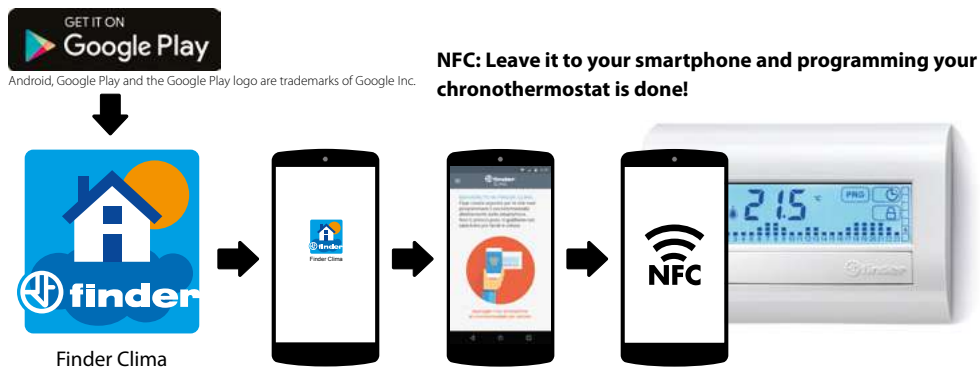 GET IT ON
Google Play
Android, Google Play and the Google Play logo are trademarks of Google Inc.
NFC: Leave it to your smartphone and programming your
chronothermostat is done!
finder
Finder Clima
finder
Finder Clima
finder
CLIMA
NFC
21.5 °C
PRG
finder